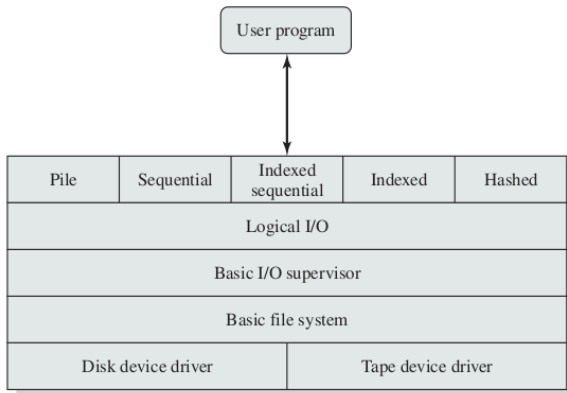 User program
Pile
Sequential
Indexed
sequential
Indexed
Hashed
Logical I/O
Basic I/O supervisor
Basic file system
Disk device driver
Tape device driver